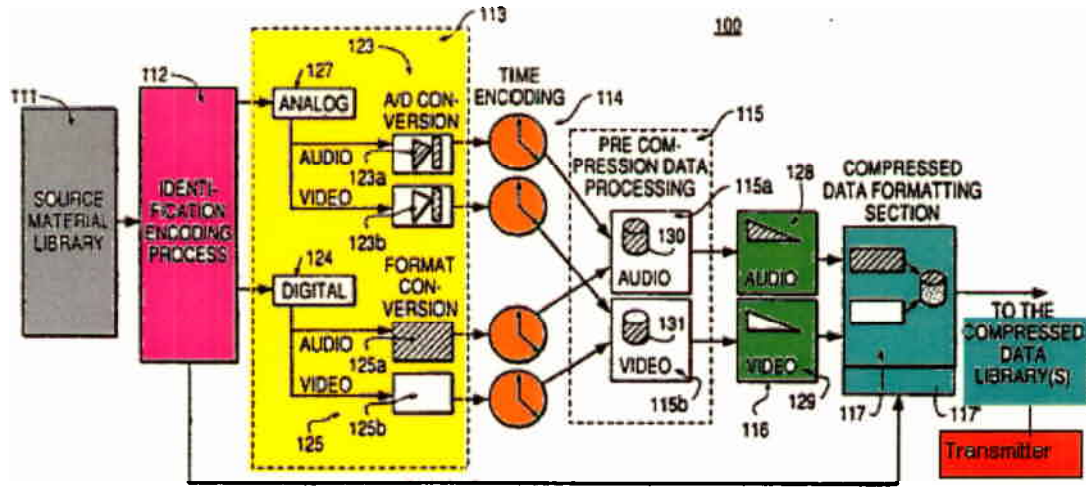 100
113
123
112
127
111
ANALOG
A/D CON-
VERSION
TIME
ENCODING
114
115
AUDIO
123a
VIDEO
123b
PRE COM-
PRESSION DATA
PROCESSING
115a
128
COMPRESSED
DATA FORMATTING
SECTION
SOURCE
MATERIAL
LIBRARY
IDENTI-
FICATION
ENCODING
PROCESS
124
DIGITAL
FORMAT
CON-
VERSION
130
AUDIO
AUDIO
AUDIO
125a
VIDEO
125b
125
131
VIDEO
115b
VIDEO
129
116
117
117'
TO THE
COMPRESSED
DATA
LIBRARY(S)
Transmitter